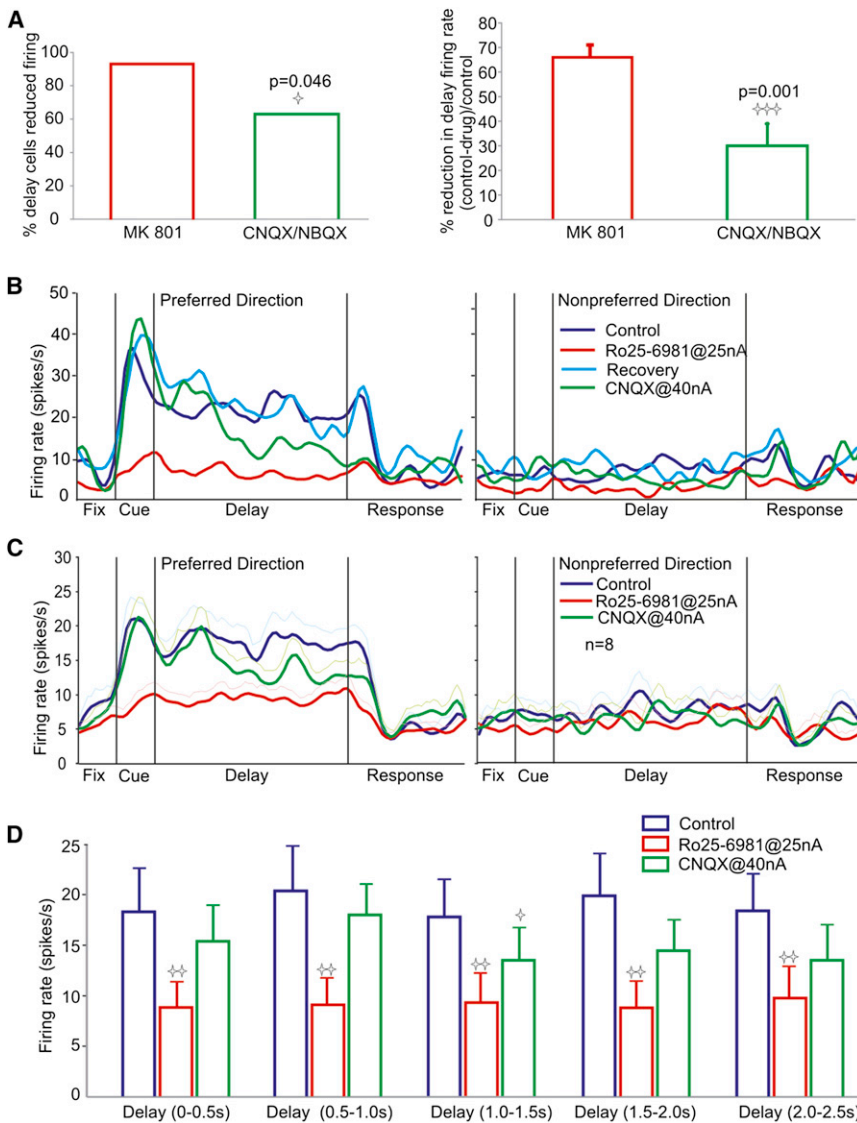 A
% delay cells reduced firing
100
80
60
40
20
0
p=0.046
MK 801
CNQX/NBQX
% reduction in delay firing rate
(control-drug)/control
80
70
60
50
40
30
20
10
0
p=0.001
MK 801
CNQX/NBQX
B
Firing rate (spikes/s)
50
40
30
20
10
0
Preferred Direction
Fix Cue Delay Response
Nonpreferred Direction
Control
Ro25-6981@25nA
Recovery
CNQX@40nA
Fix Cue Delay Response
C
Firing rate (spikes/s)
30
25
20
15
10
5
0
Preferred Direction
Fix Cue Delay Response
Nonpreferred Direction
Control
Ro25-6981@25nA
CNQX@40nA
n=8
Fix Cue Delay Response
D
Firing rate (spikes/s)
25
20
15
10
5
0
Control
Ro25-6981@25nA
CNQX@40nA
Delay (0-0.5s) Delay (0.5-1.0s) Delay (1.0-1.5s) Delay (1.5-2.0s) Delay (2.0-2.5s)